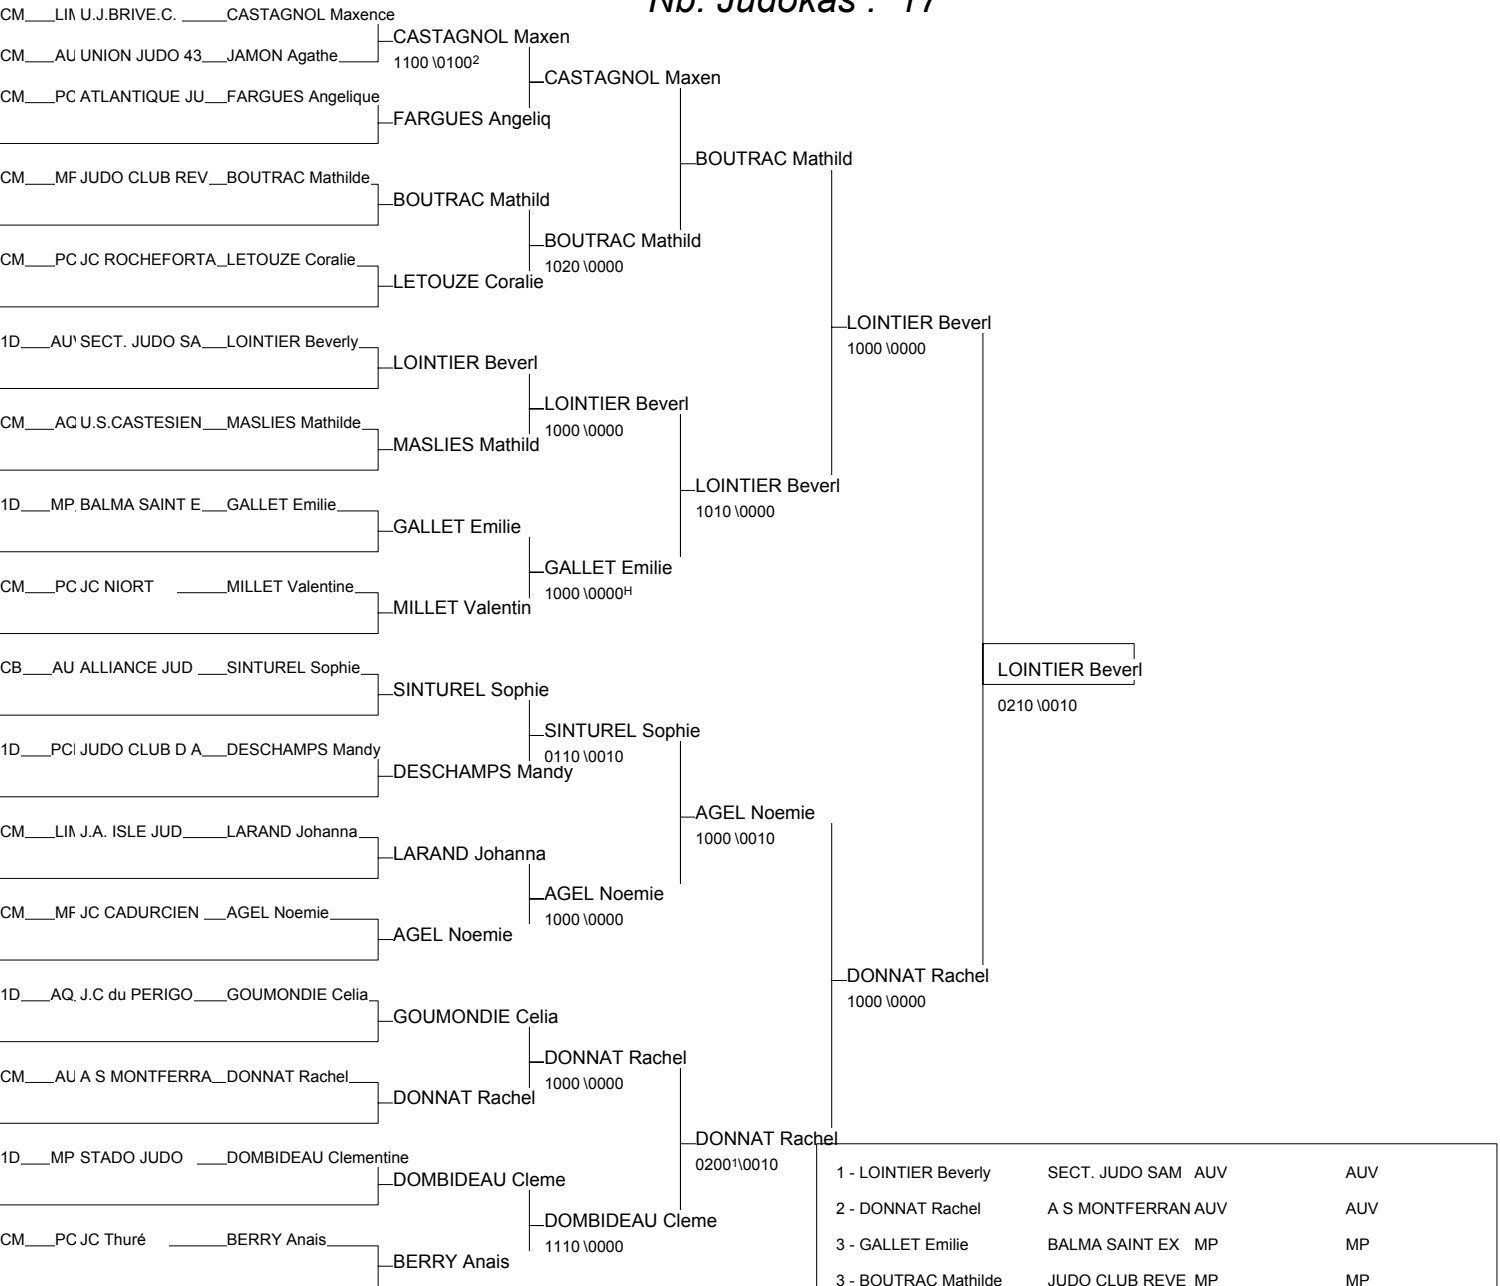 Nb. Judokas : 17
CM LIM U.J.BRIVE.C. CASTAGNOL Maxence
CASTAGNOL Maxen
CM AU UNION JUDO 43 JAMON Agathe
1100 \0100²
CASTAGNOL Maxen
CM PC ATLANTIQUE JU FARGUES Angelique
FARGUES Angeliq
BOUTRAC Mathild
CM MP JUDO CLUB REV BOUTRAC Mathilde
BOUTRAC Mathild
BOUTRAC Mathild
1020 \0000
CM PC JC ROCHEFORTA LETOUZE Coralie
LETOUZE Coralie
LOINTIER Beverl
1000 \0000
1D AUV SECT. JUDO SA LOINTIER Beverly
LOINTIER Beverl
LOINTIER Beverl
1000 \0000
CM AQ U.S.CASTESIEN MASLIES Mathilde
MASLIES Mathild
LOINTIER Beverl
1010 \0000
1D MP BALMA SAINT E GALLET Emilie
GALLET Emilie
GALLET Emilie
1000 \0000H
CM PC JC NIORT MILLET Valentine
MILLET Valentin
CB AU ALLIANCE JUD SINTUREL Sophie
LOINTIER Beverl
0210 \0010
SINTUREL Sophie
SINTUREL Sophie
0110 \0010
1D PC JUDO CLUB D A DESCHAMPS Mandy
DESCHAMPS Mandy
AGEL Noemie
1000 \0010
CM LIM J.A. ISLE JUD LARAND Johanna
LARAND Johanna
AGEL Noemie
1000 \0000
CM MP JC CADURCIEN AGEL Noemie
AGEL Noemie
DONNAT Rachel
1000 \0000
1D AQ J.C du PERIGO GOUMONDIE Celia
GOUMONDIE Celia
DONNAT Rachel
1000 \0000
CM AU A S MONTFERRA DONNAT Rachel
DONNAT Rachel
DONNAT Rachel
0200¹\0010
1D MP STADO JUDO DOMBIDEAU Clementine
DOMBIDEAU Cleme
DOMBIDEAU Cleme
1110 \0000
CM PC JC Thuré BERRY Anais
BERRY Anais
1 - LOINTIER Beverly SECT. JUDO SAM AUV AUV
2 - DONNAT Rachel A S MONTFERRAN AUV AUV
3 - GALLET Emilie BALMA SAINT EX MP MP
3 - BOUTRAC Mathilde JUDO CLUB REVE MP MP